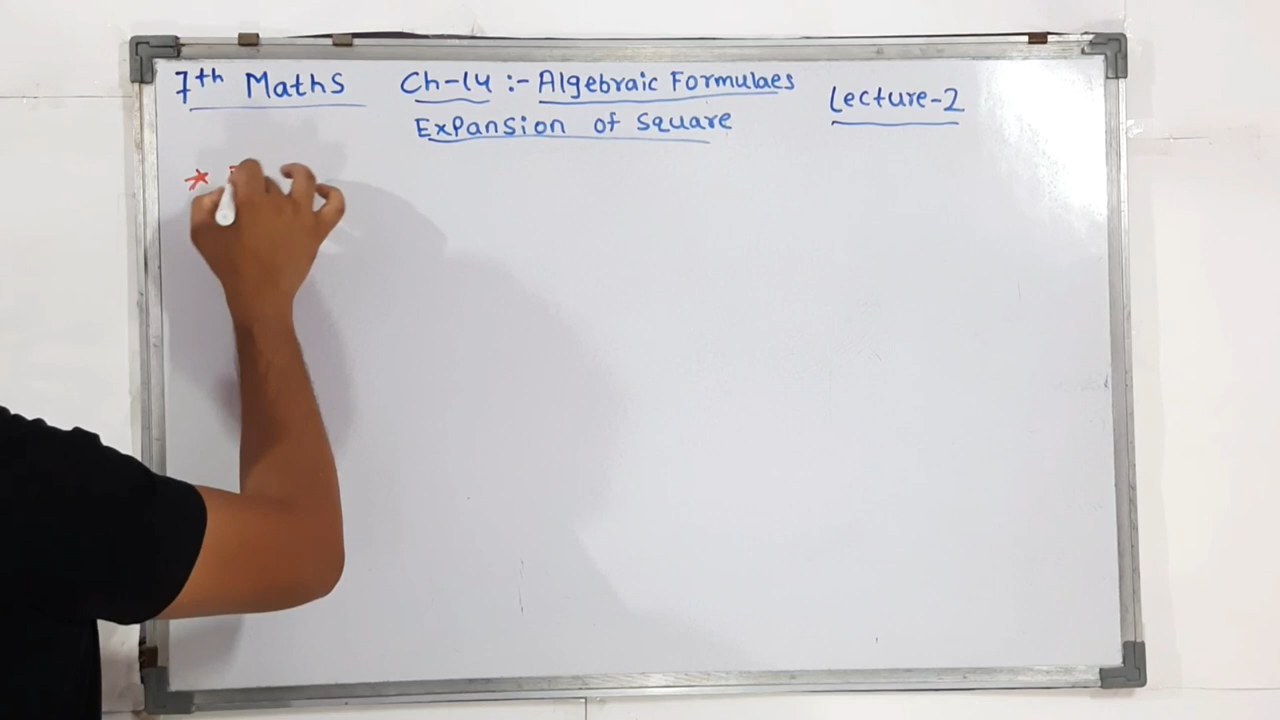 7th Maths Ch-14 :- Algebraic Formulaes Lecture-2
Expansion of square
*